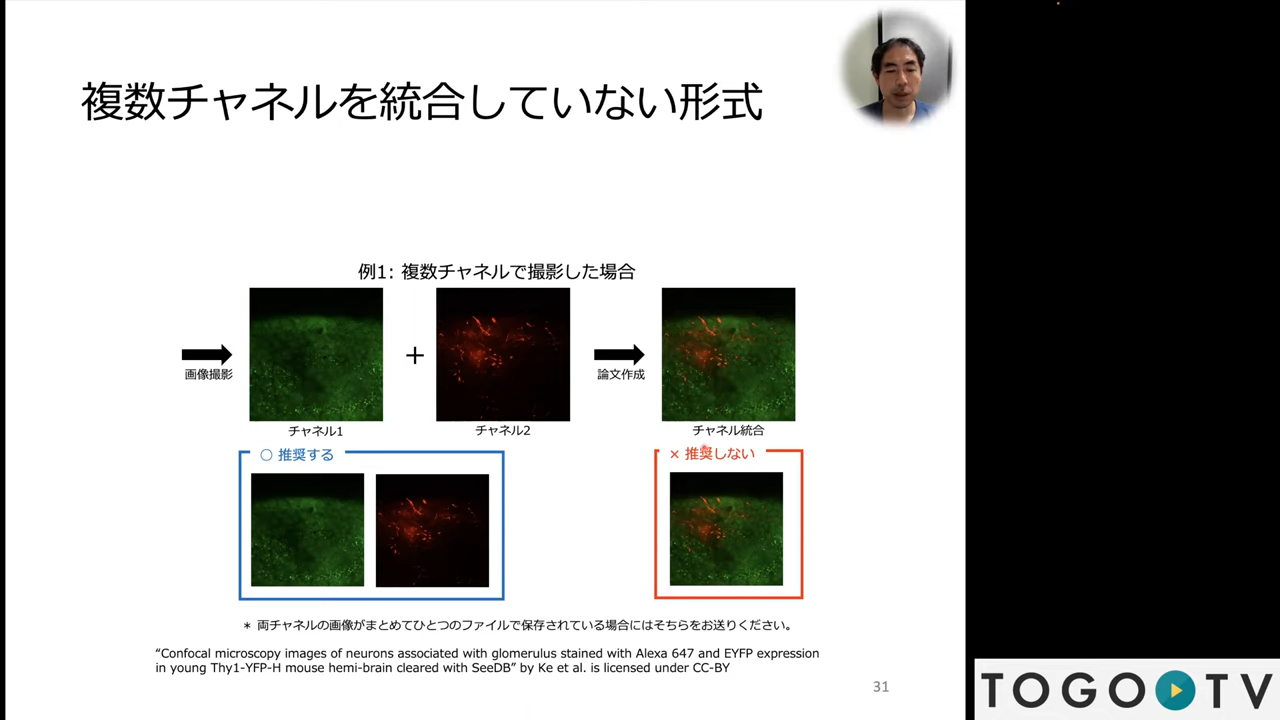 複数チャネルを統合していない形式
例1: 複数チャネルで撮影した場合
画像撮影
+
論文作成
チャネル1
チャネル2
チャネル統合
○ 推奨する
× 推奨しない
* 両チャネルの画像がまとめてひとつのファイルで保存されている場合にはそちらをお送りください。
“Confocal microscopy images of neurons associated with glomerulus stained with Alexa 647 and EYFP expression
in young Thy1-YFP-H mouse hemi-brain cleared with SeeDB” by Ke et al. is licensed under CC-BY
31
TOGO TV